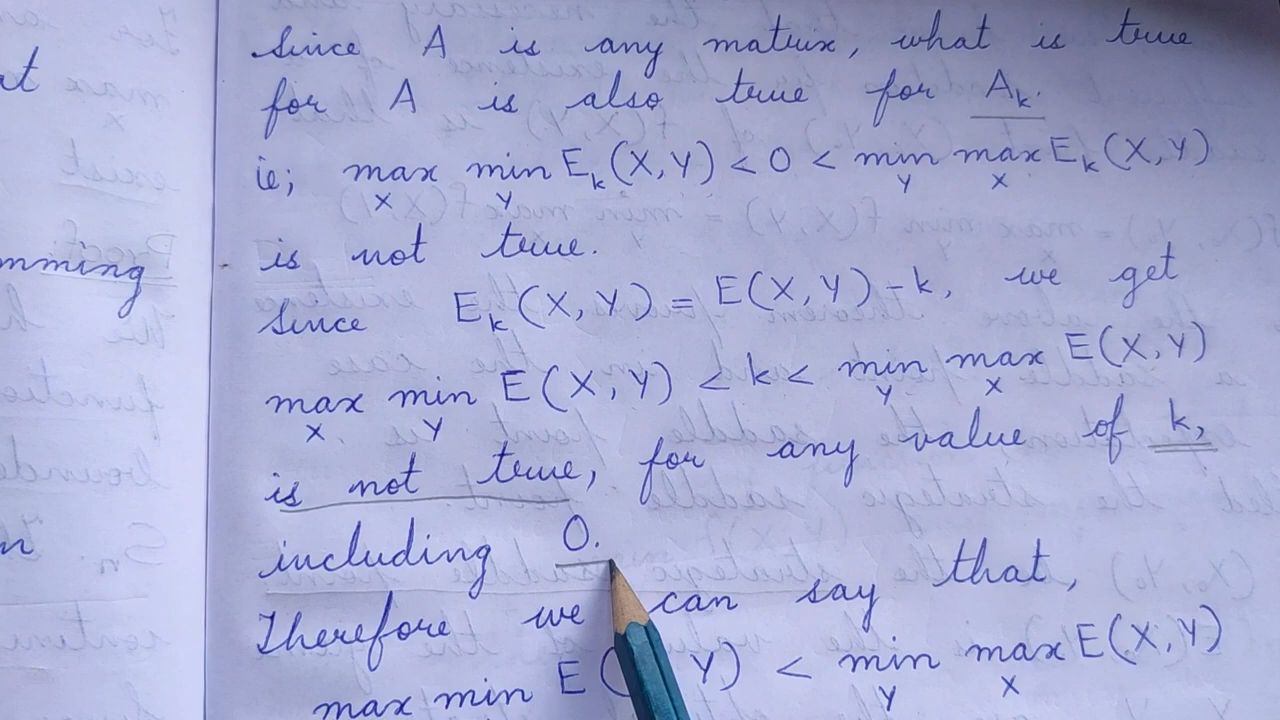 at
mming
n
Since A is any matrix, what is true
for A is also true for Aₖ.
ie; max min Eₖ(X,Y) < 0 < min max Eₖ(X,Y)
X Y Y X
is not true.
Since Eₖ(X,Y) = E(X,Y) - k, we get
max min E(X,Y) < k < min max E(X,Y)
X Y Y X
is not true, for any value of k,
including 0.
Therefore we can say that,
max min E( Y) < min max E(X,Y)
Y X